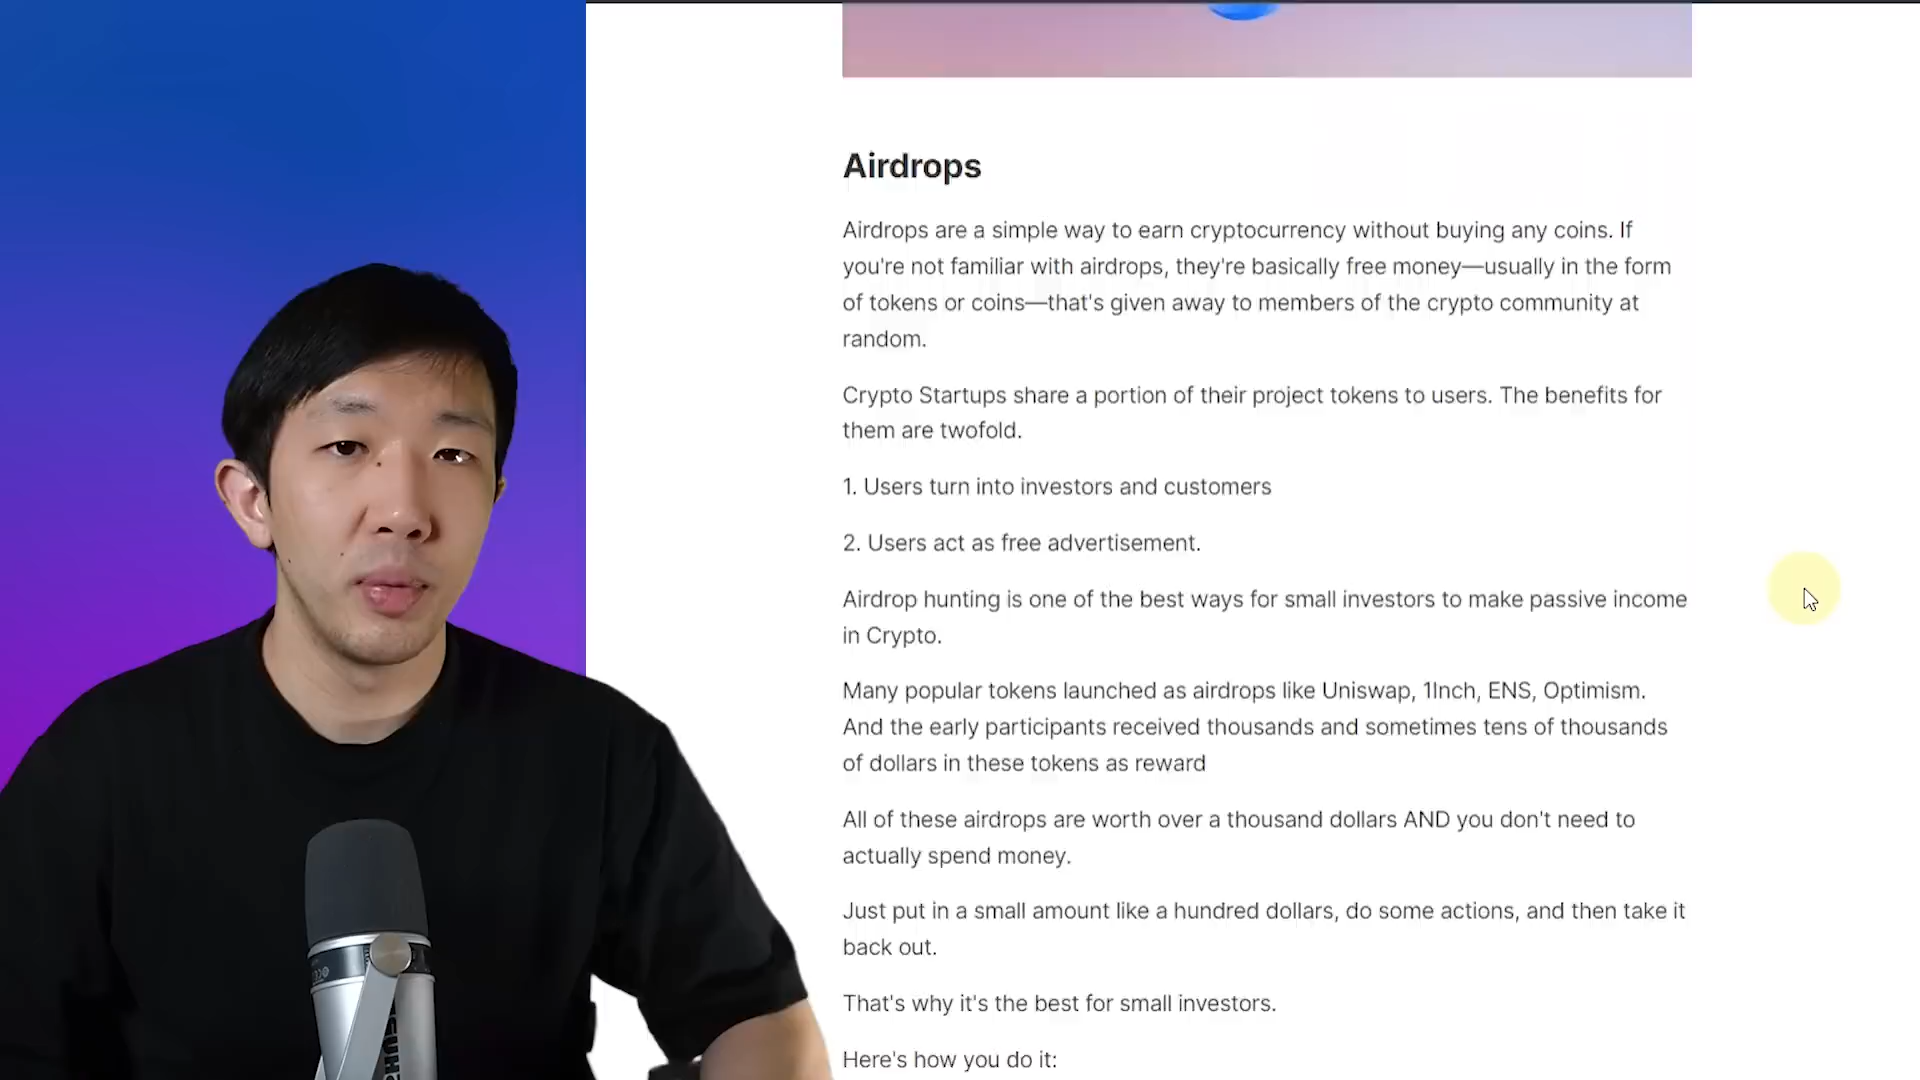 Airdrops
Airdrops are a simple way to earn cryptocurrency without buying any coins. If
you're not familiar with airdrops, they're basically free money—usually in the form
of tokens or coins—that's given away to members of the crypto community at
random.
Crypto Startups share a portion of their project tokens to users. The benefits for
them are twofold.
1. Users turn into investors and customers
2. Users act as free advertisement.
Airdrop hunting is one of the best ways for small investors to make passive income
in Crypto.
Many popular tokens launched as airdrops like Uniswap, 1Inch, ENS, Optimism.
And the early participants received thousands and sometimes tens of thousands
of dollars in these tokens as reward
All of these airdrops are worth over a thousand dollars AND you don't need to
actually spend money.
Just put in a small amount like a hundred dollars, do some actions, and then take it
back out.
That's why it's the best for small investors.
Here's how you do it: